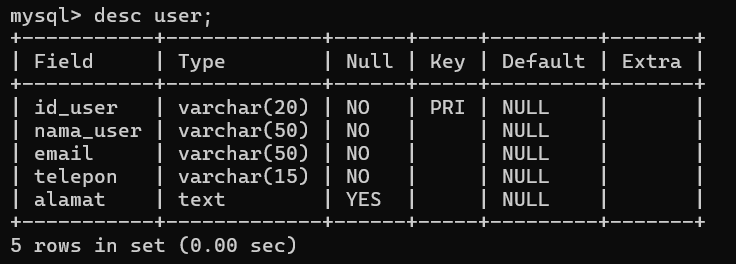 mysql> desc user;
+-----------+-------------+------+-----+---------+-------+
| Field     | Type        | Null | Key | Default | Extra |
+-----------+-------------+------+-----+---------+-------+
| id_user   | varchar(20) | NO   | PRI | NULL    |       |
| nama_user | varchar(50) | NO   |     | NULL    |       |
| email     | varchar(50) | NO   |     | NULL    |       |
| telepon   | varchar(15) | NO   |     | NULL    |       |
| alamat    | text        | YES  |     | NULL    |       |
+-----------+-------------+------+-----+---------+-------+
5 rows in set (0.00 sec)